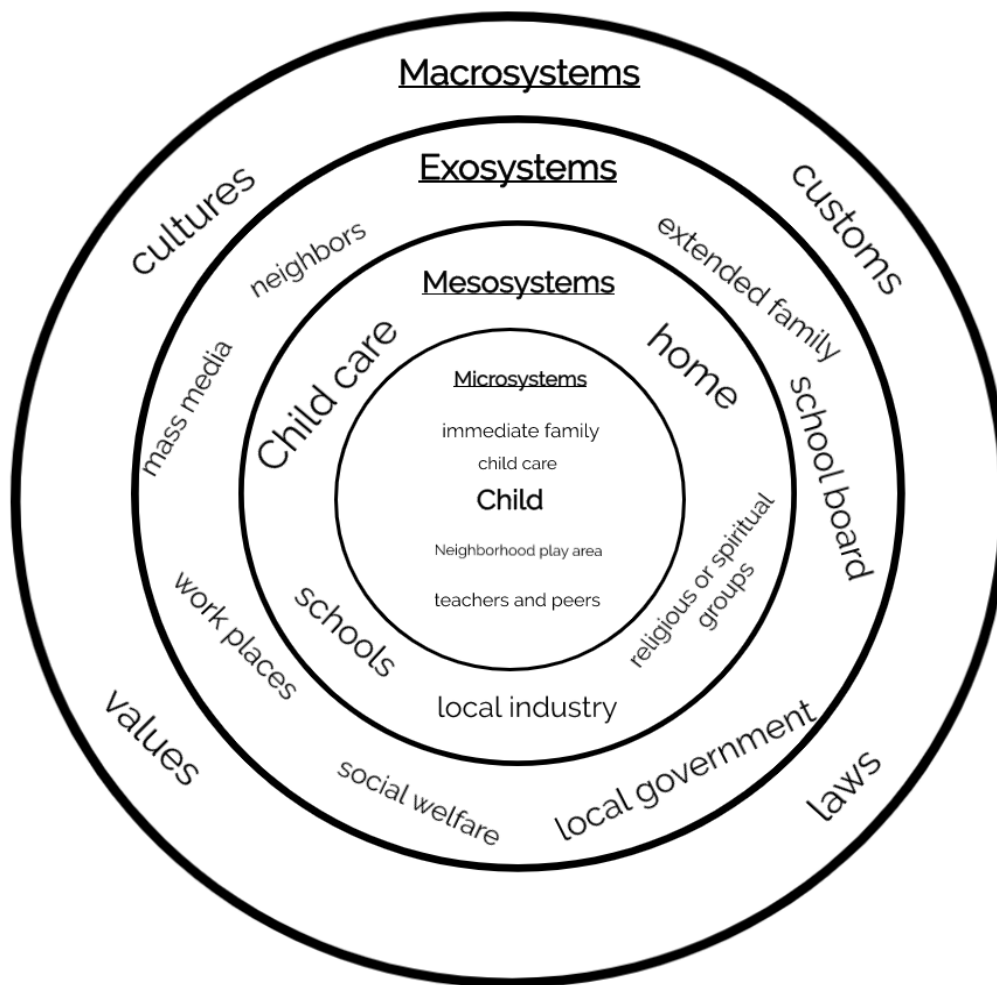 Macrosystems
cultures
customs
values
laws
Exosystems
neighbors
extended family
mass media
school board
work places
social welfare
local government
Mesosystems
Child care
home
schools
religious or spiritual
groups
local industry
Microsystems
immediate family
child care
Child
Neighborhood play area
teachers and peers